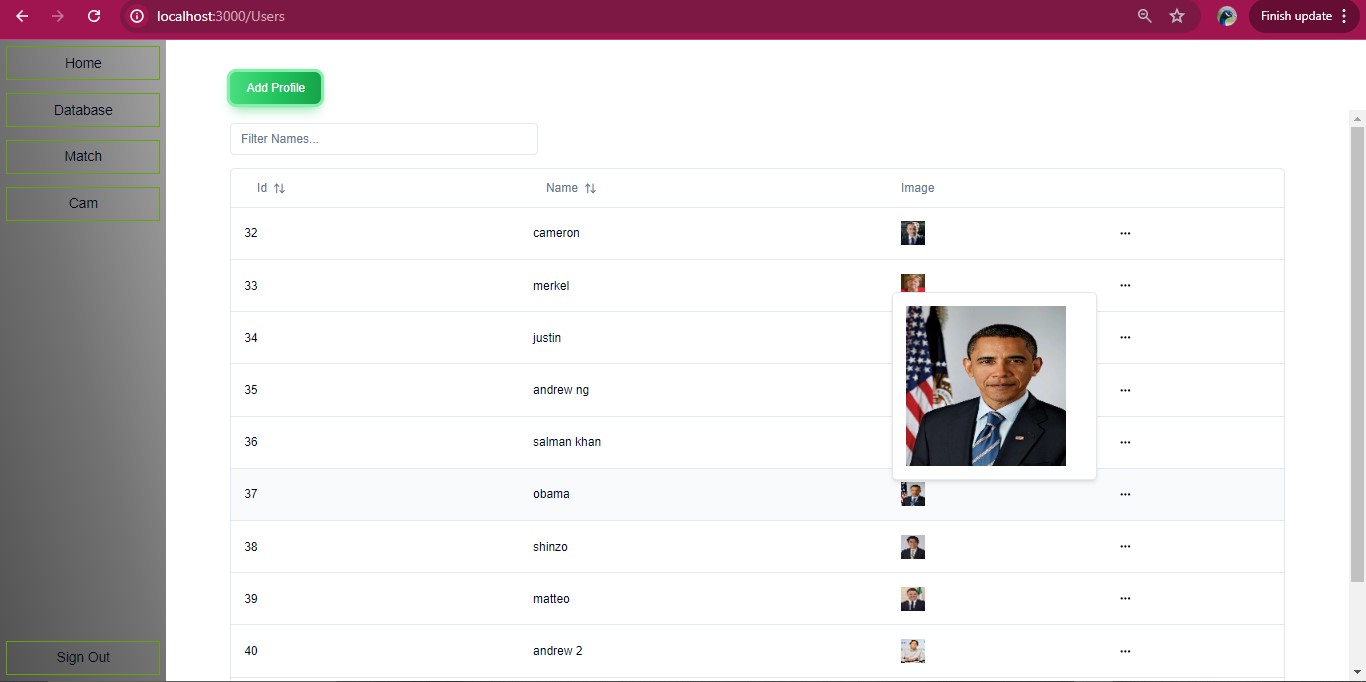 localhost:3000/Users
Finish update
Home
Database
Match
Cam
Sign Out
Add Profile
Filter Names...
Id Name Image
32 cameron ...
33 merkel ...
34 justin ...
35 andrew ng ...
36 salman khan ...
37 obama ...
38 shinzo ...
39 matteo ...
40 andrew 2 ...